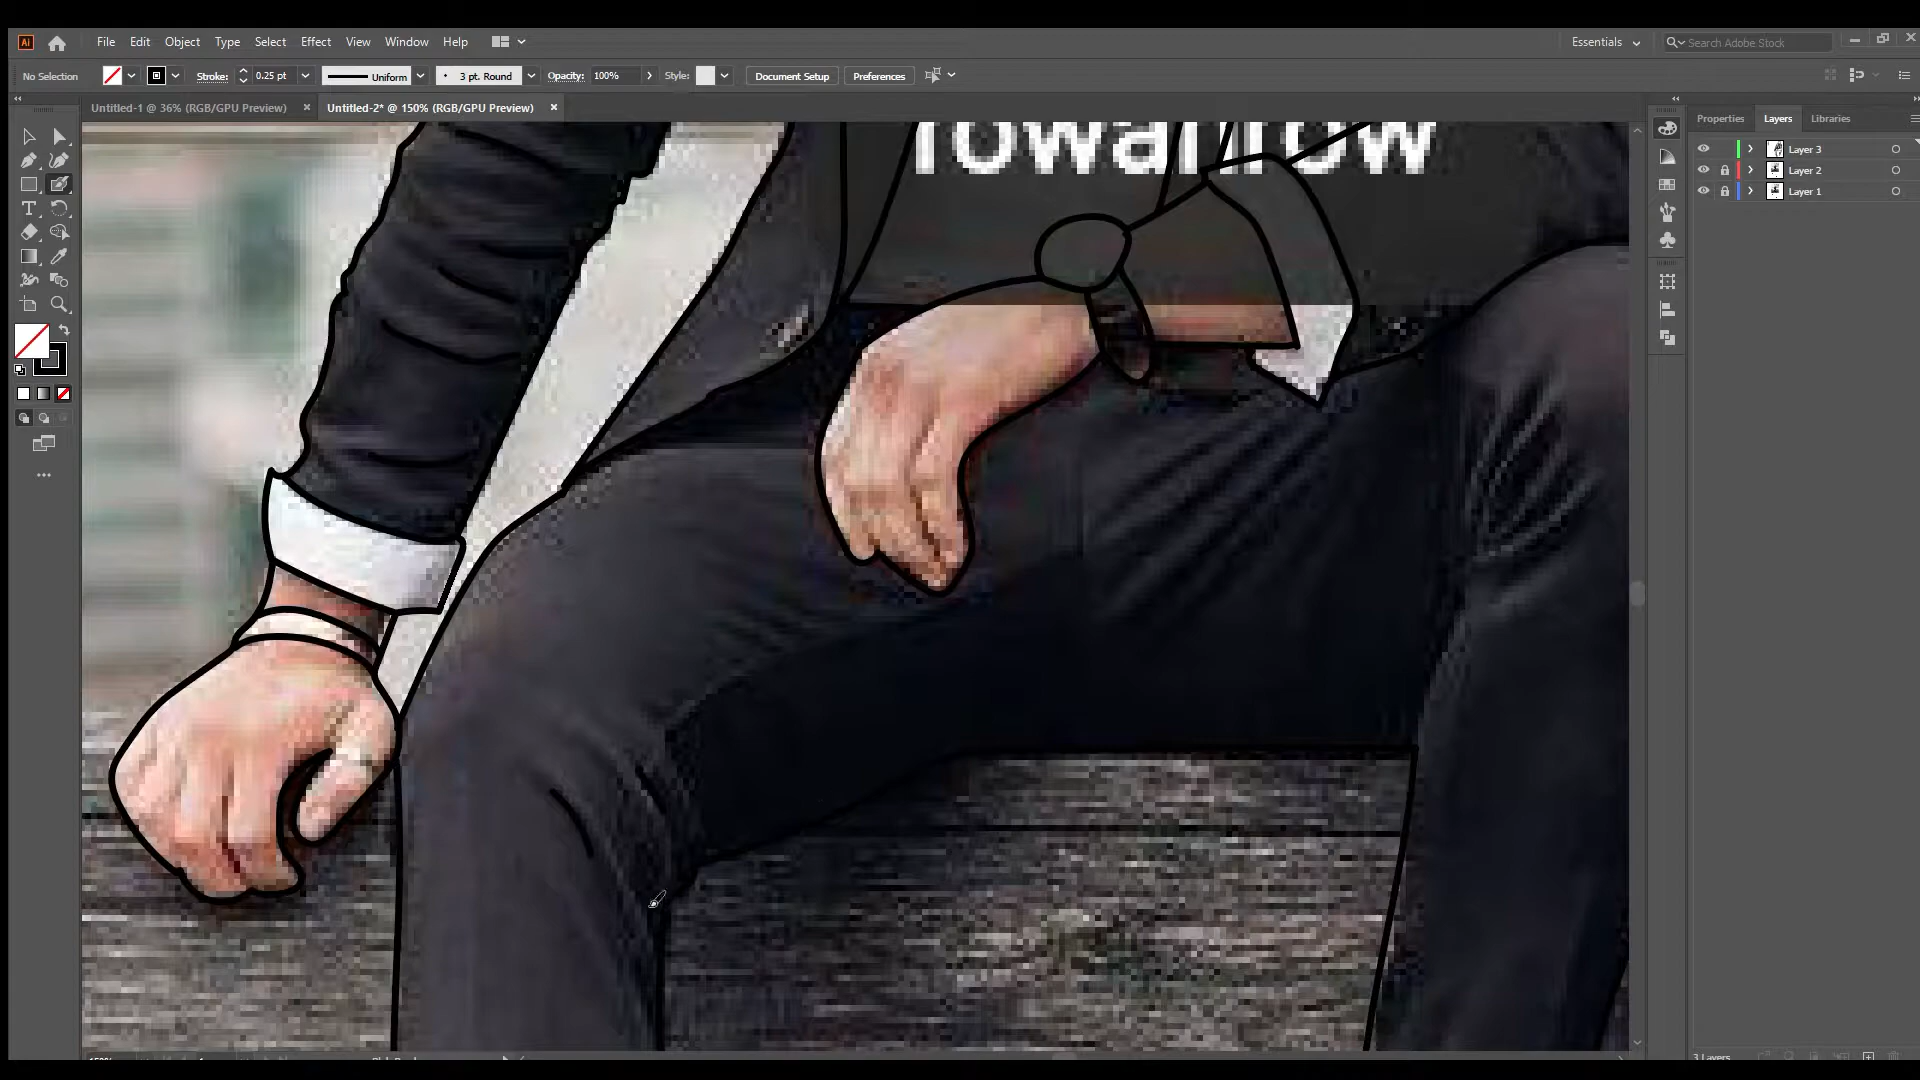 Ai File Edit Object Type Select Effect View Window Help Essentials Search Adobe Stock
No Selection Stroke: 0.25 pt Uniform 3 pt. Round Opacity: 100% Style: Document Setup Preferences
Untitled-1 @ 36% (RGB/GPU Preview) Untitled-2* @ 150% (RGB/GPU Preview)
Properties Layers Libraries
Layer 3
Layer 2
Layer 1
3 Layers